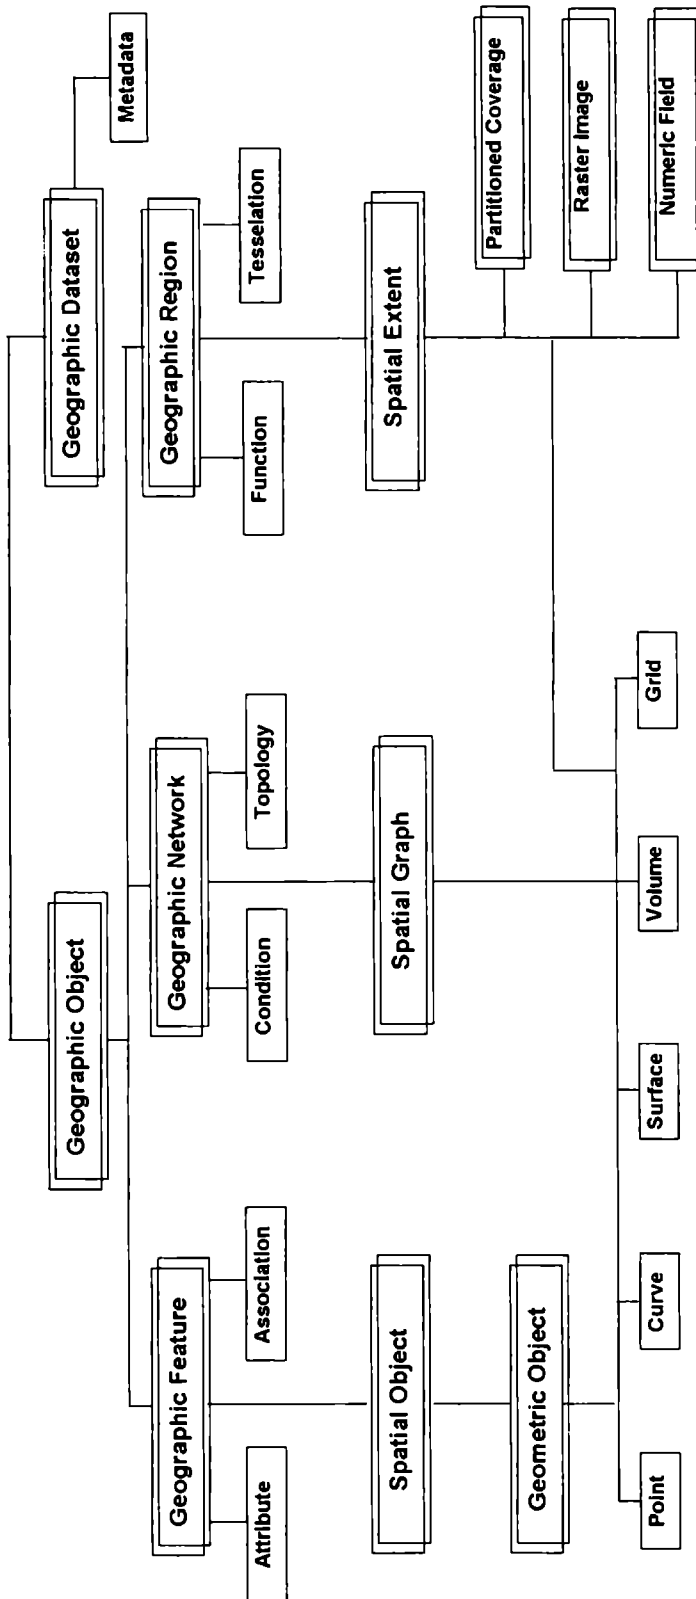 Geographic Object
Geographic Dataset
Metadata
Geographic Feature
Geographic Network
Geographic Region
Attribute
Association
Condition
Topology
Function
Tesselation
Spatial Object
Spatial Graph
Spatial Extent
Geometric Object
Partitioned Coverage
Raster Image
Numeric Field
Point
Curve
Surface
Volume
Grid